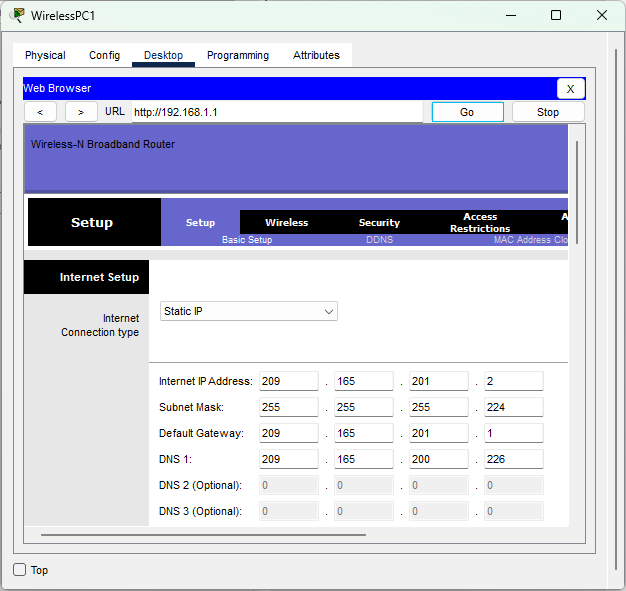 WirelessPC1
Physical Config Desktop Programming Attributes
Web Browser X
< > URL http://192.168.1.1 Go Stop
Wireless-N Broadband Router
Setup
Setup Wireless Security Access Restrictions A
Basic Setup DDNS MAC Address Clo
Internet Setup
Internet
Connection type
Static IP
Internet IP Address: 209 . 165 . 201 . 2
Subnet Mask: 255 . 255 . 255 . 224
Default Gateway: 209 . 165 . 201 . 1
DNS 1: 209 . 165 . 200 . 226
DNS 2 (Optional): 0 . 0 . 0 . 0
DNS 3 (Optional): 0 . 0 . 0 . 0
Top